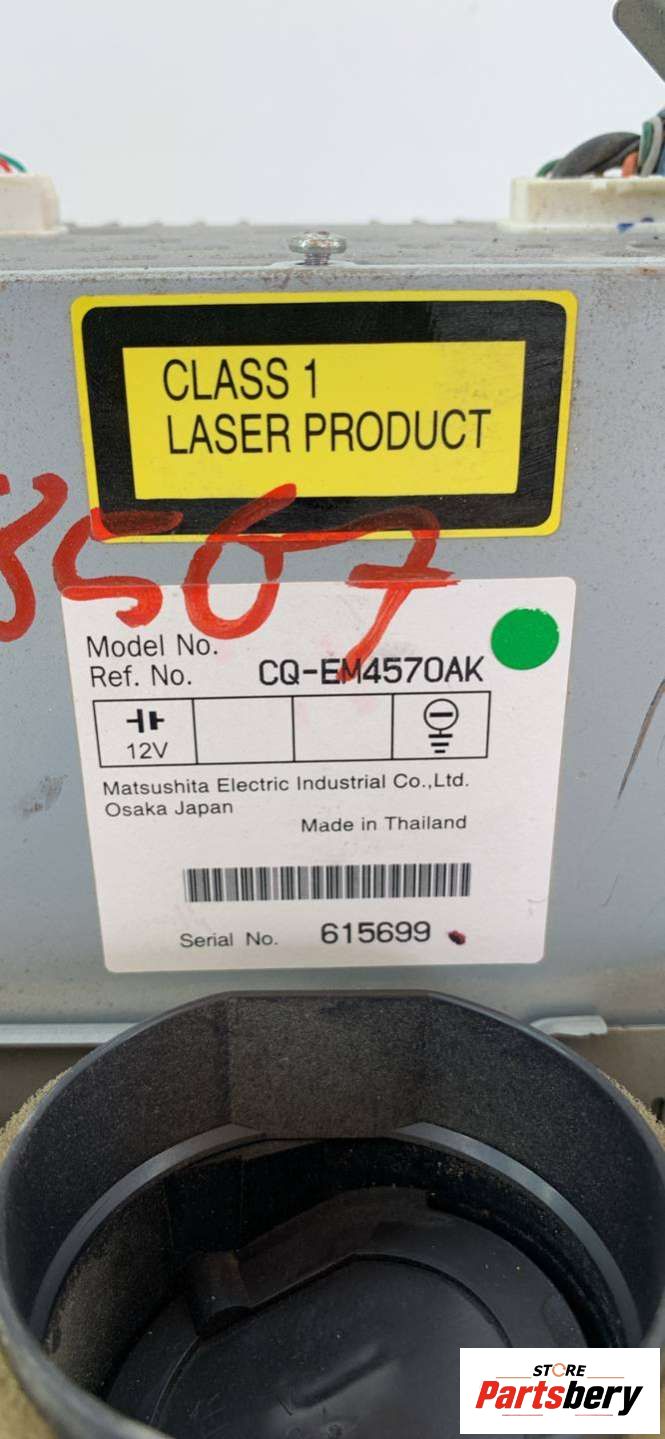 CLASS 1
LASER PRODUCT
8507
Model No.
Ref. No. CQ-EM4570AK
12V
Matsushita Electric Industrial Co.,Ltd.
Osaka Japan
Made in Thailand
Serial No. 615699
STORE
Partsbery